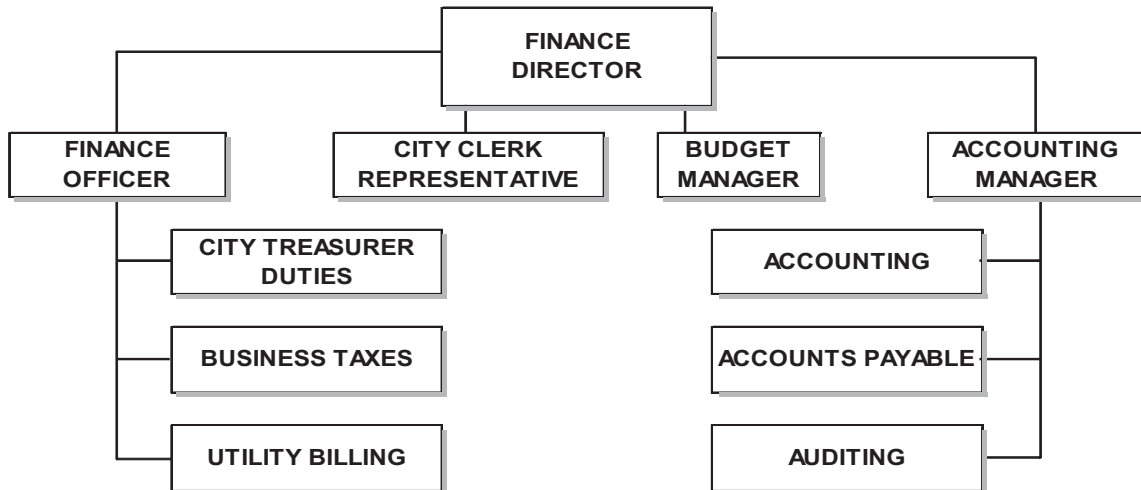 FINANCE
DIRECTOR
FINANCE
OFFICER
CITY CLERK
REPRESENTATIVE
BUDGET
MANAGER
ACCOUNTING
MANAGER
CITY TREASURER
DUTIES
ACCOUNTING
BUSINESS TAXES
ACCOUNTS PAYABLE
UTILITY BILLING
AUDITING